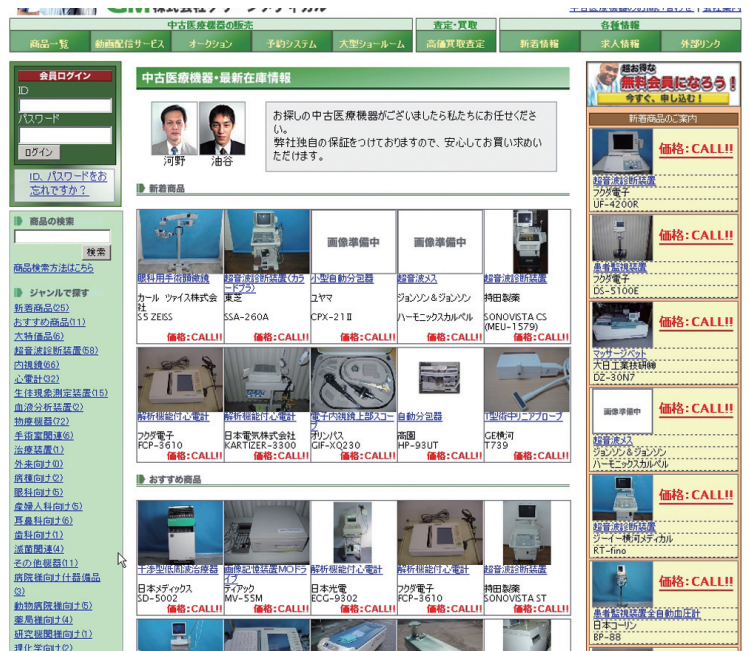 中古医療機器の販売
査定・買取
各種情報
商品一覧
動画配信サービス
オークション
予約システム
大型ショールーム
高価買取査定
新着情報
求人情報
外部リンク
会員ログイン
ID
パスワード
ログイン
ID、パスワードをお
忘れですか？
商品の検索
検索
商品検索方法はこちら
ジャンルで探す
新着商品(25)
おすすめ商品(11)
大特価品(6)
超音波診断装置(58)
内視鏡(66)
心電計(32)
生体現象測定装置(15)
血液分析装置(2)
物療機器(72)
手術室関連(6)
治療装置(1)
外来向け(0)
病棟向け(2)
眼科向け(5)
産婦人科向け(5)
耳鼻科向け(6)
歯科向け(1)
滅菌関連(4)
その他機器(11)
病院様向け什器備品
(3)
動物病院様向け(5)
薬局様向け(4)
研究機関様向け(1)
理化学向け(2)
中古医療機器・最新在庫情報
河野
油谷
お探しの中古医療機器がございましたら私たちにお任せくださ
い。
弊社独自の保証をつけておりますので、安心してお買い求めい
ただけます。
新着商品
画像準備中
画像準備中
眼科用手術顕微鏡
カール ツァイス株式会
社
S5 ZEISS
超音波診断装置(カラ
ードプラ)
東芝
SSA-260A
価格:CALL!!
小型自動分包器
ユヤマ
CPX-21Ⅱ
価格:CALL!!
超音波メス
ジョンソン＆ジョンソン
ハーモニックスカルペル
価格:CALL!!
超音波診断装置
持田製薬
SONOVISTA CS
(MEU-1579)
価格:CALL!!
価格:CALL!!
解析機能付心電計
フクダ電子
FCP-3610
価格:CALL!!
解析機能付心電計
日本電気株式会社
KARTIZER-3300
価格:CALL!!
電子内視鏡上部スコー
プ
オリンパス
GIF-XQ230
価格:CALL!!
自動分包器
高園
HP-93UT
価格:CALL!!
T型術中リニアプローブ
GE横河
T739
価格:CALL!!
おすすめ商品
干渉型低周波治療器
日本メディックス
SD-5002
価格:CALL!!
画像記憶装置MOドラ
イブ
ティアック
MV-55M
価格:CALL!!
解析機能付心電計
日本光電
ECG-9302
価格:CALL!!
解析機能付心電計
フクダ電子
FCP-3610
価格:CALL!!
超音波診断装置
持田製薬
SONOVISTA ST
価格:CALL!!
超お得な
無料会員になろう！
今すぐ、申し込む！
新着商品のご案内
価格:CALL!!
超音波診断装置
フクダ電子
UF-4200R
価格:CALL!!
患者監視装置
フクダ電子
DS-5100E
価格:CALL!!
マッサージベット
大日工業技研㈱
DZ-30N7
画像準備中
価格:CALL!!
超音波メス
ジョンソン＆ジョンソン
ハーモニックスカルペル
価格:CALL!!
超音波診断装置
ジーイー横河メディカル
RT-fino
価格:CALL!!
患者監視装置全自動血圧計
日本コーリン
BP-88